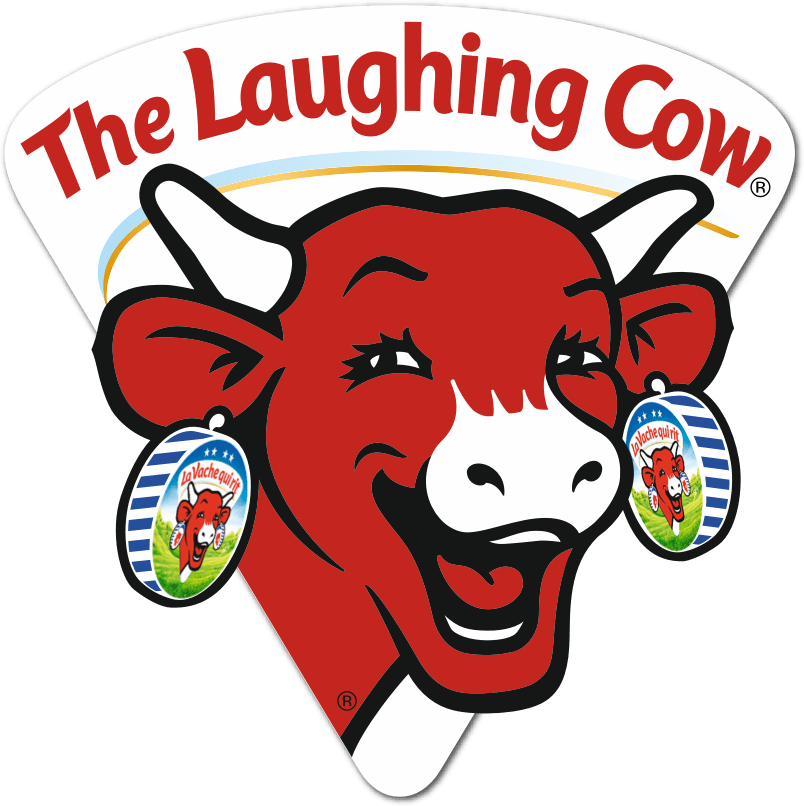 The Laughing Cow®
La Vache qui rit
La Vache qui rit
®